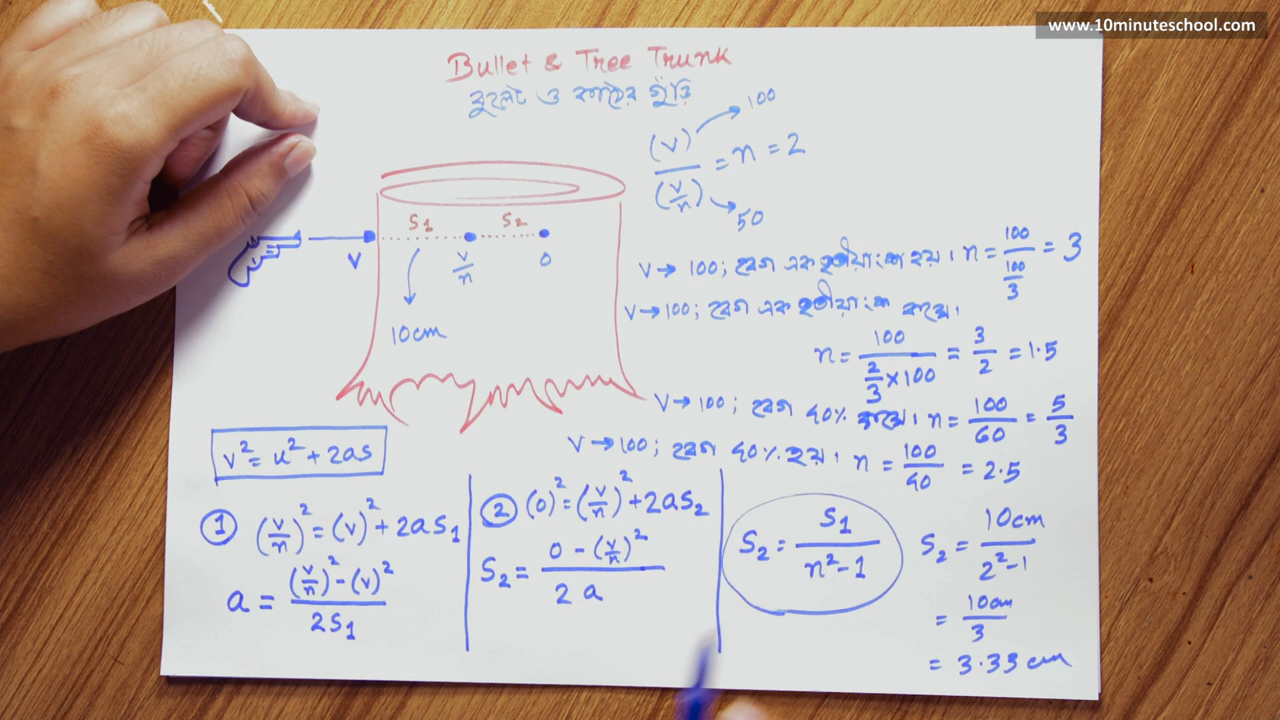 www.10minuteschool.com
Bullet & Tree Trunk
বুলেট ও কাঠের গুঁড়ি
(v) → 100
(v)/(v/n) = n = 2
(v/n) → 50
S1 S2
V v/n 0
10cm
V → 100; বেগ এক তৃতীয়াংশ হয়। n = 100/(100/3) = 3
V → 100; বেগ এক তৃতীয়াংশ কমে।
n = 100/(2/3 × 100) = 3/2 = 1.5
V → 100; বেগ ৪০% কমে। n = 100/60 = 5/3
V → 100; বেগ ৪০% হয়। n = 100/40 = 2.5
v² = u² + 2as
① (v/n)² = (v)² + 2aS1
a = ((v/n)² - (v)²)/2S1
② (0)² = (v/n)² + 2aS2
S2 = (0 - (v/n)²)/2a
S2 = S1/(n² - 1)
S2 = 10cm/(2² - 1)
= 10cm/3
= 3.33 cm